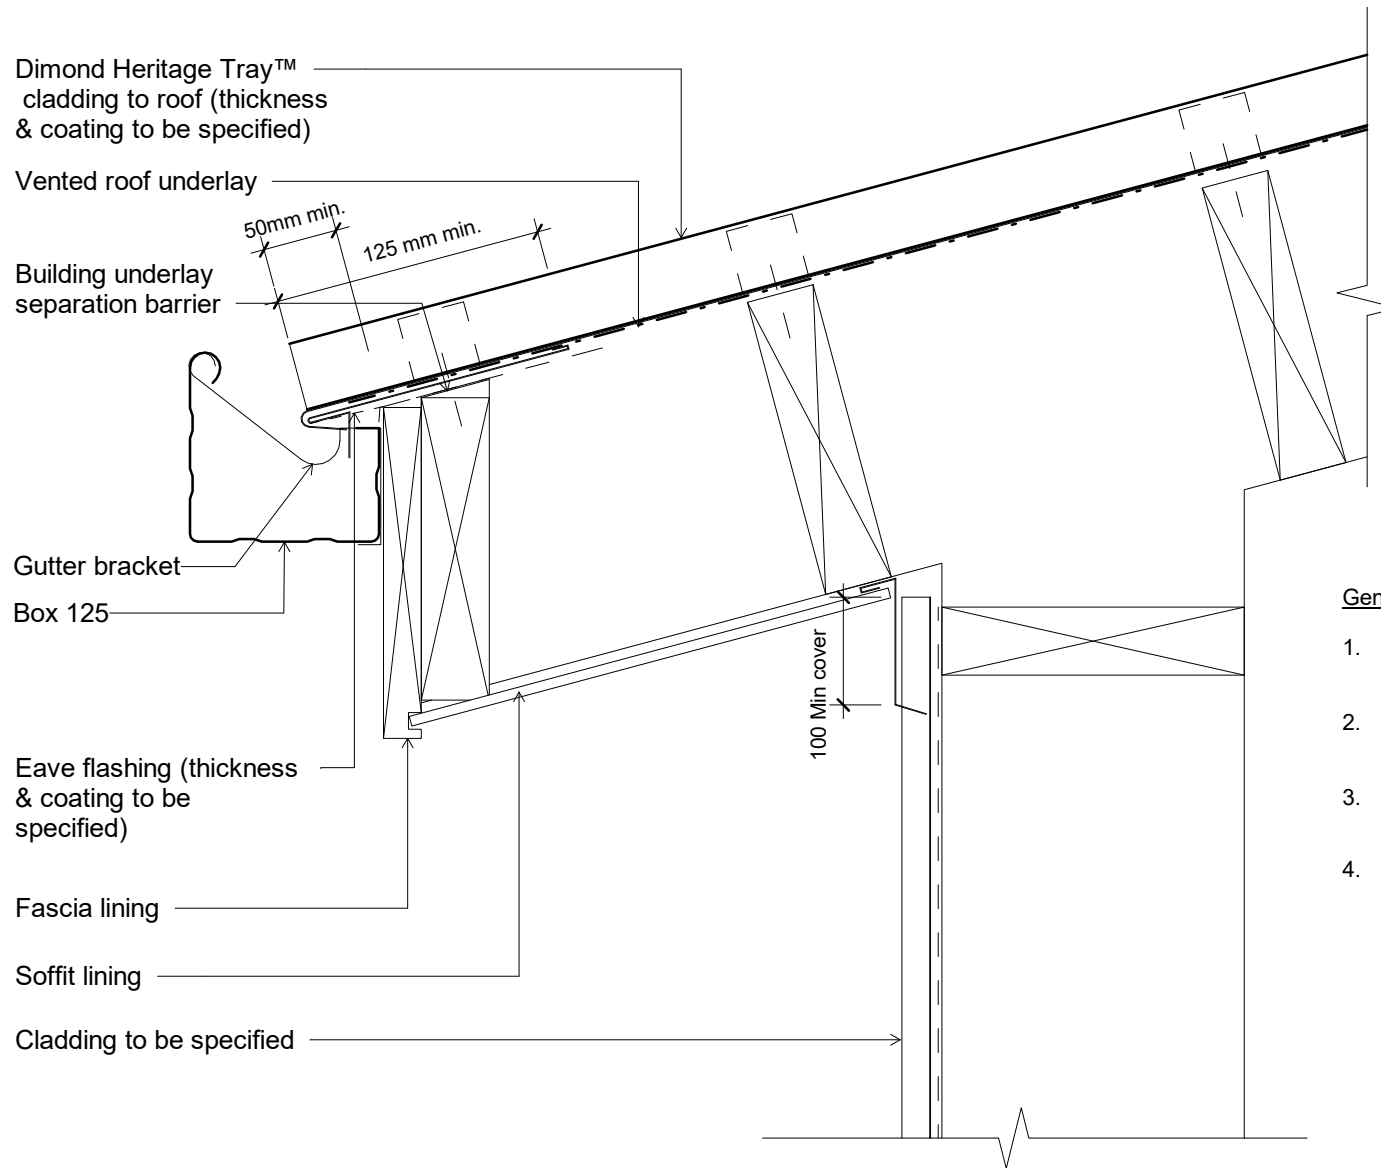 Dimond Heritage Tray™
cladding to roof (thickness
& coating to be specified)
Vented roof underlay
50mm min.
125 mm min.
Building underlay
separation barrier
Gutter bracket
Box 125
100 Min cover
Gen
1.
2.
3.
4.
Eave flashing (thickness
& coating to be
specified)
Fascia lining
Soffit lining
Cladding to be specified